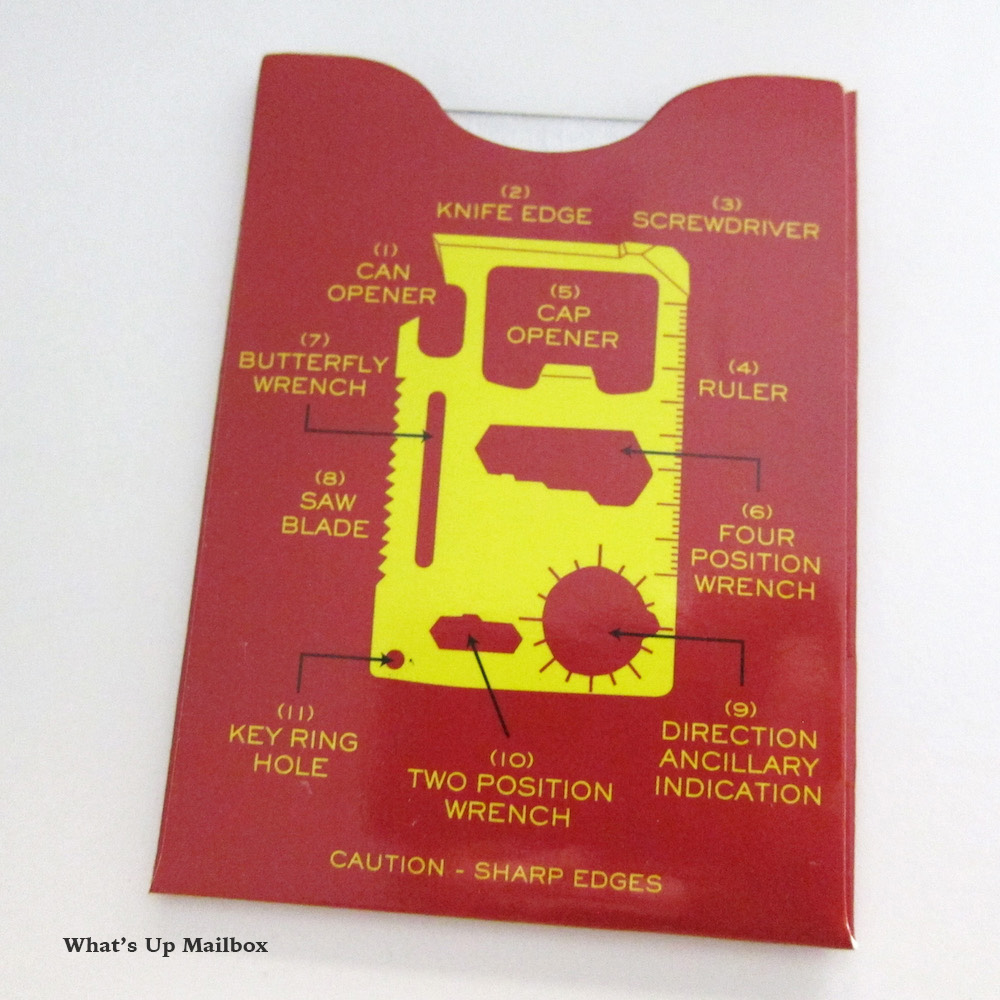 (2)
KNIFE EDGE
(3)
SCREWDRIVER
(1)
CAN
OPENER
(5)
CAP
OPENER
(7)
BUTTERFLY
WRENCH
(4)
RULER
(8)
SAW
BLADE
(6)
FOUR
POSITION
WRENCH
(11)
KEY RING
HOLE
(10)
TWO POSITION
WRENCH
(9)
DIRECTION
ANCILLARY
INDICATION
CAUTION - SHARP EDGES
What's Up Mailbox